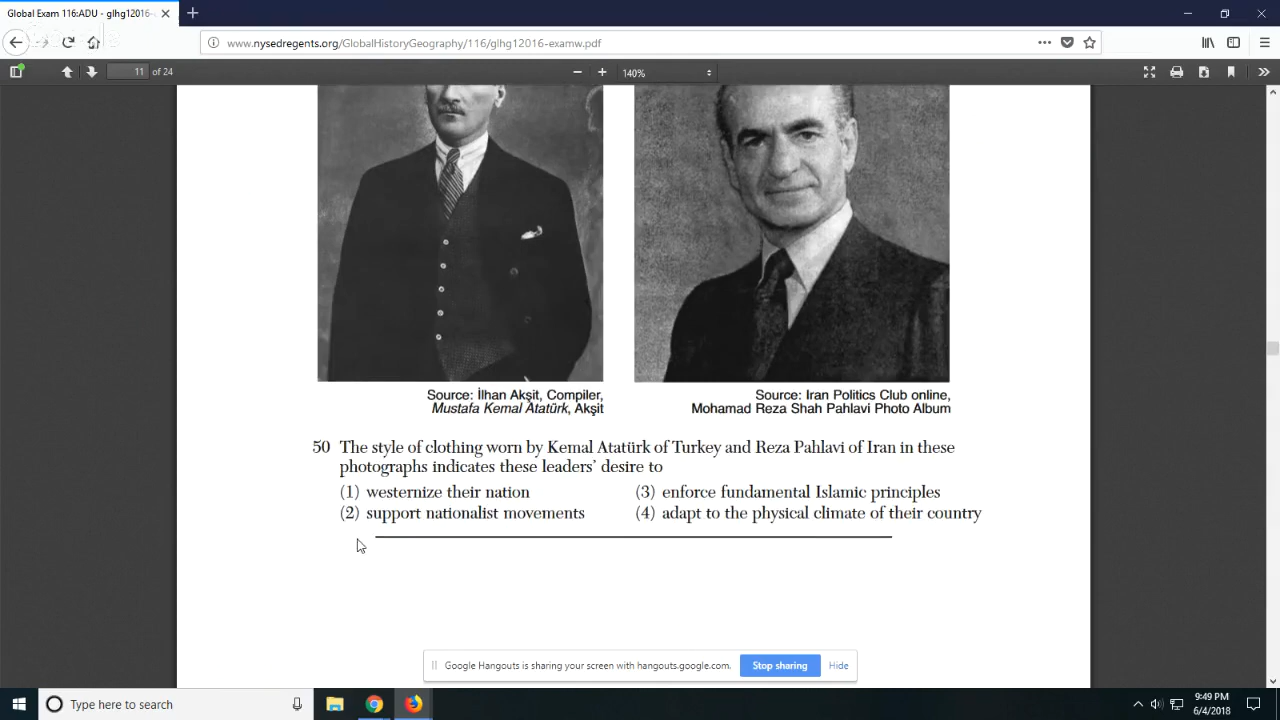 Global Exam 116:ADU - glhg12016-
www.nysedregents.org/GlobalHistoryGeography/116/glhg12016-examw.pdf
11 of 24
140%
Source: İlhan Akşit, Compiler,
Mustafa Kemal Atatürk, Akşit
Source: Iran Politics Club online,
Mohamad Reza Shah Pahlavi Photo Album
50 The style of clothing worn by Kemal Atatürk of Turkey and Reza Pahlavi of Iran in these
photographs indicates these leaders’ desire to
(1) westernize their nation
(2) support nationalist movements
(3) enforce fundamental Islamic principles
(4) adapt to the physical climate of their country
Google Hangouts is sharing your screen with hangouts.google.com.
Stop sharing
Hide
Type here to search
9:49 PM
6/4/2018